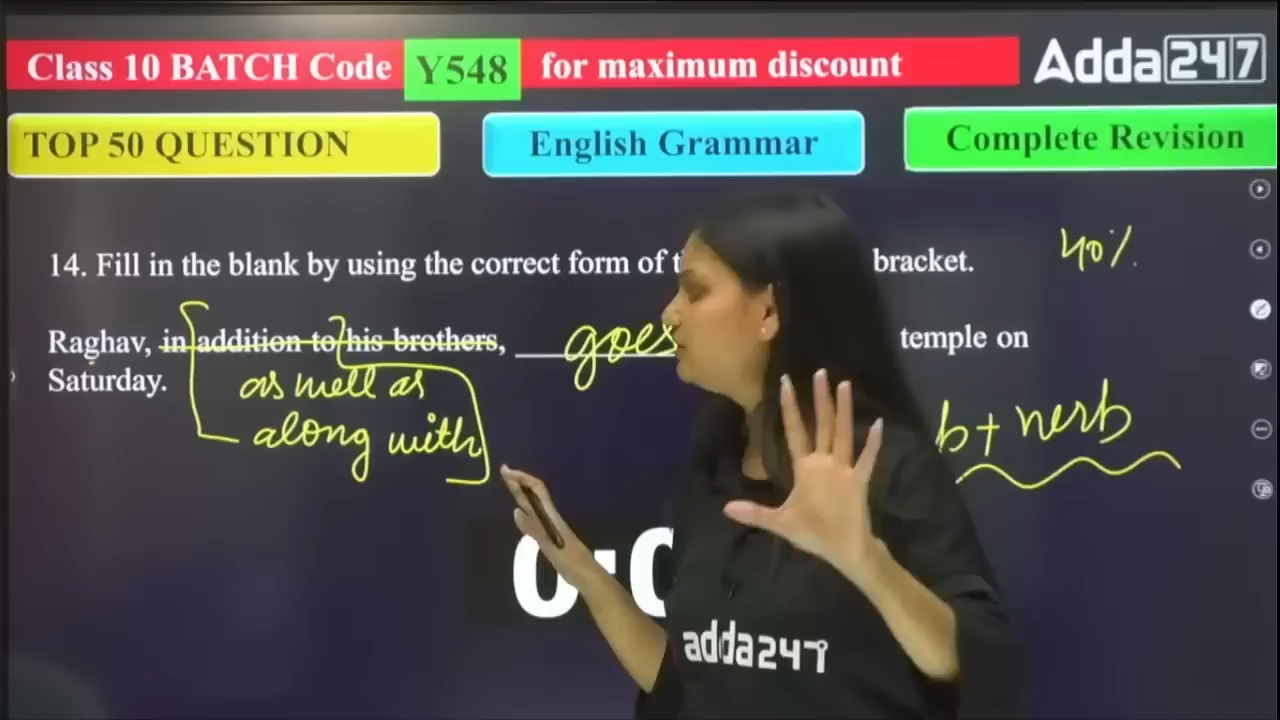 Class 10 BATCH Code Y548 for maximum discount
Adda247
TOP 50 QUESTION
English Grammar
Complete Revision
14. Fill in the blank by using the correct form of bracket.
40%.
Raghav, in addition to his brothers, goes temple on
Saturday.
as well as
along with
b+ verb
adda247